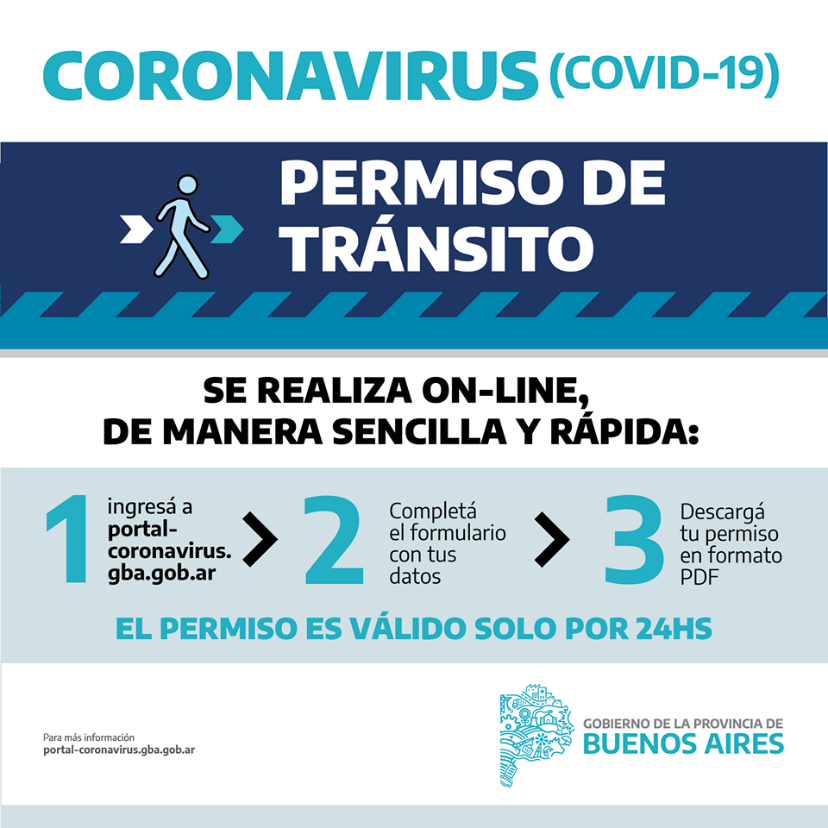 CORONAVIRUS (COVID-19)
PERMISO DE
TRÁNSITO
SE REALIZA ON-LINE,
DE MANERA SENCILLA Y RÁPIDA:
1
ingresá a
portal-
coronavirus.
gba.gob.ar
2
Completá
el formulario
con tus
datos
3
Descargá
tu permiso
en formato
PDF
EL PERMISO ES VÁLIDO SOLO POR 24HS
Para más información
portal-coronavirus.gba.gob.ar
GOBIERNO DE LA PROVINCIA DE
BUENOS AIRES